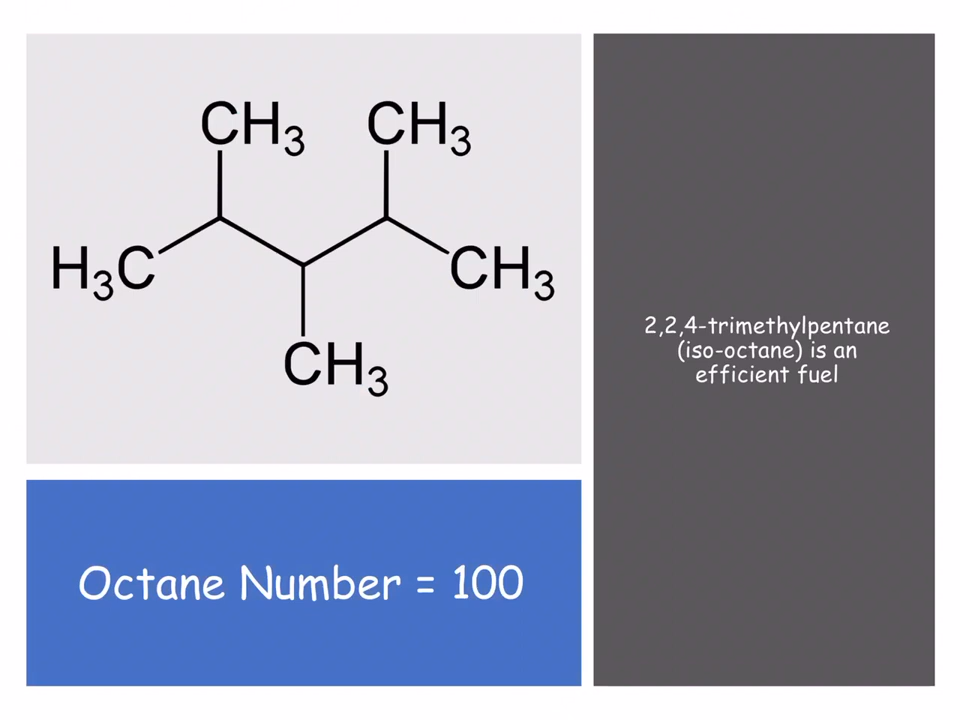 CH₃ CH₃
H₃C CH₃
CH₃
2,2,4-trimethylpentane
(iso-octane) is an
efficient fuel
Octane Number = 100